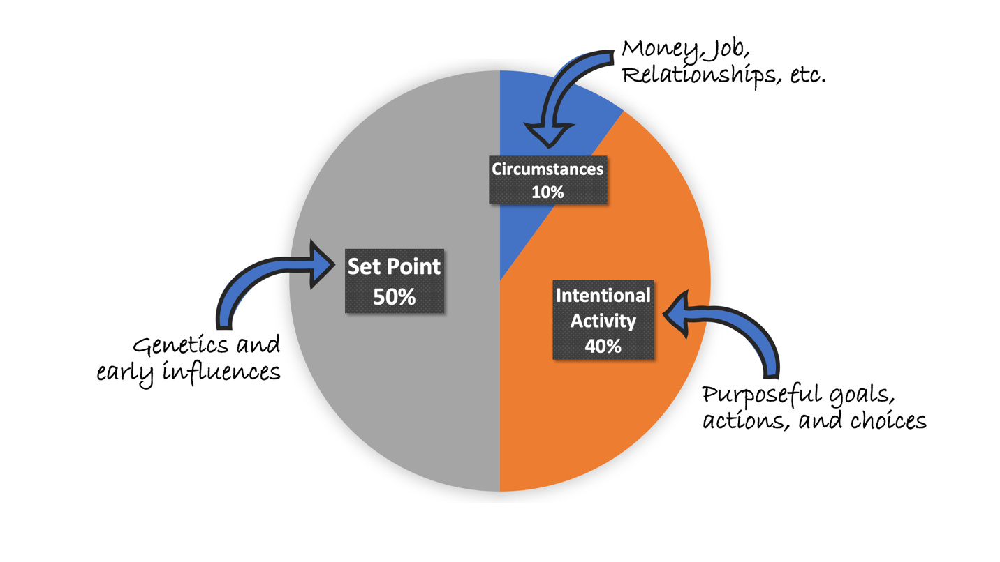 Money, Job,
Relationships, etc.
Circumstances
10%
Set Point
50%
Intentional
Activity
40%
Genetics and
early influences
Purposeful goals,
actions, and choices